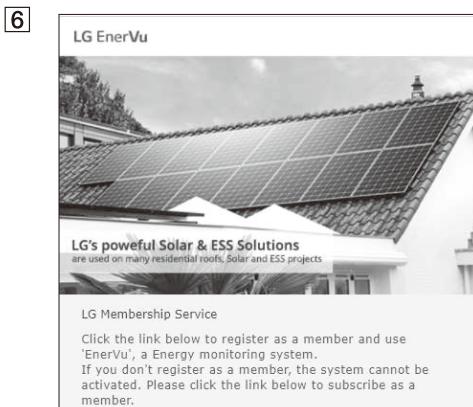 6
LG EnerVu
LG's poweful Solar & ESS Solutions
are used on many residential roofs, Solar and ESS projects
LG Membership Service
Click the link below to register as a member and use
'EnerVu', a Energy monitoring system.
If you don't register as a member, the system cannot be
activated. Please click the link below to subscribe as a
member.